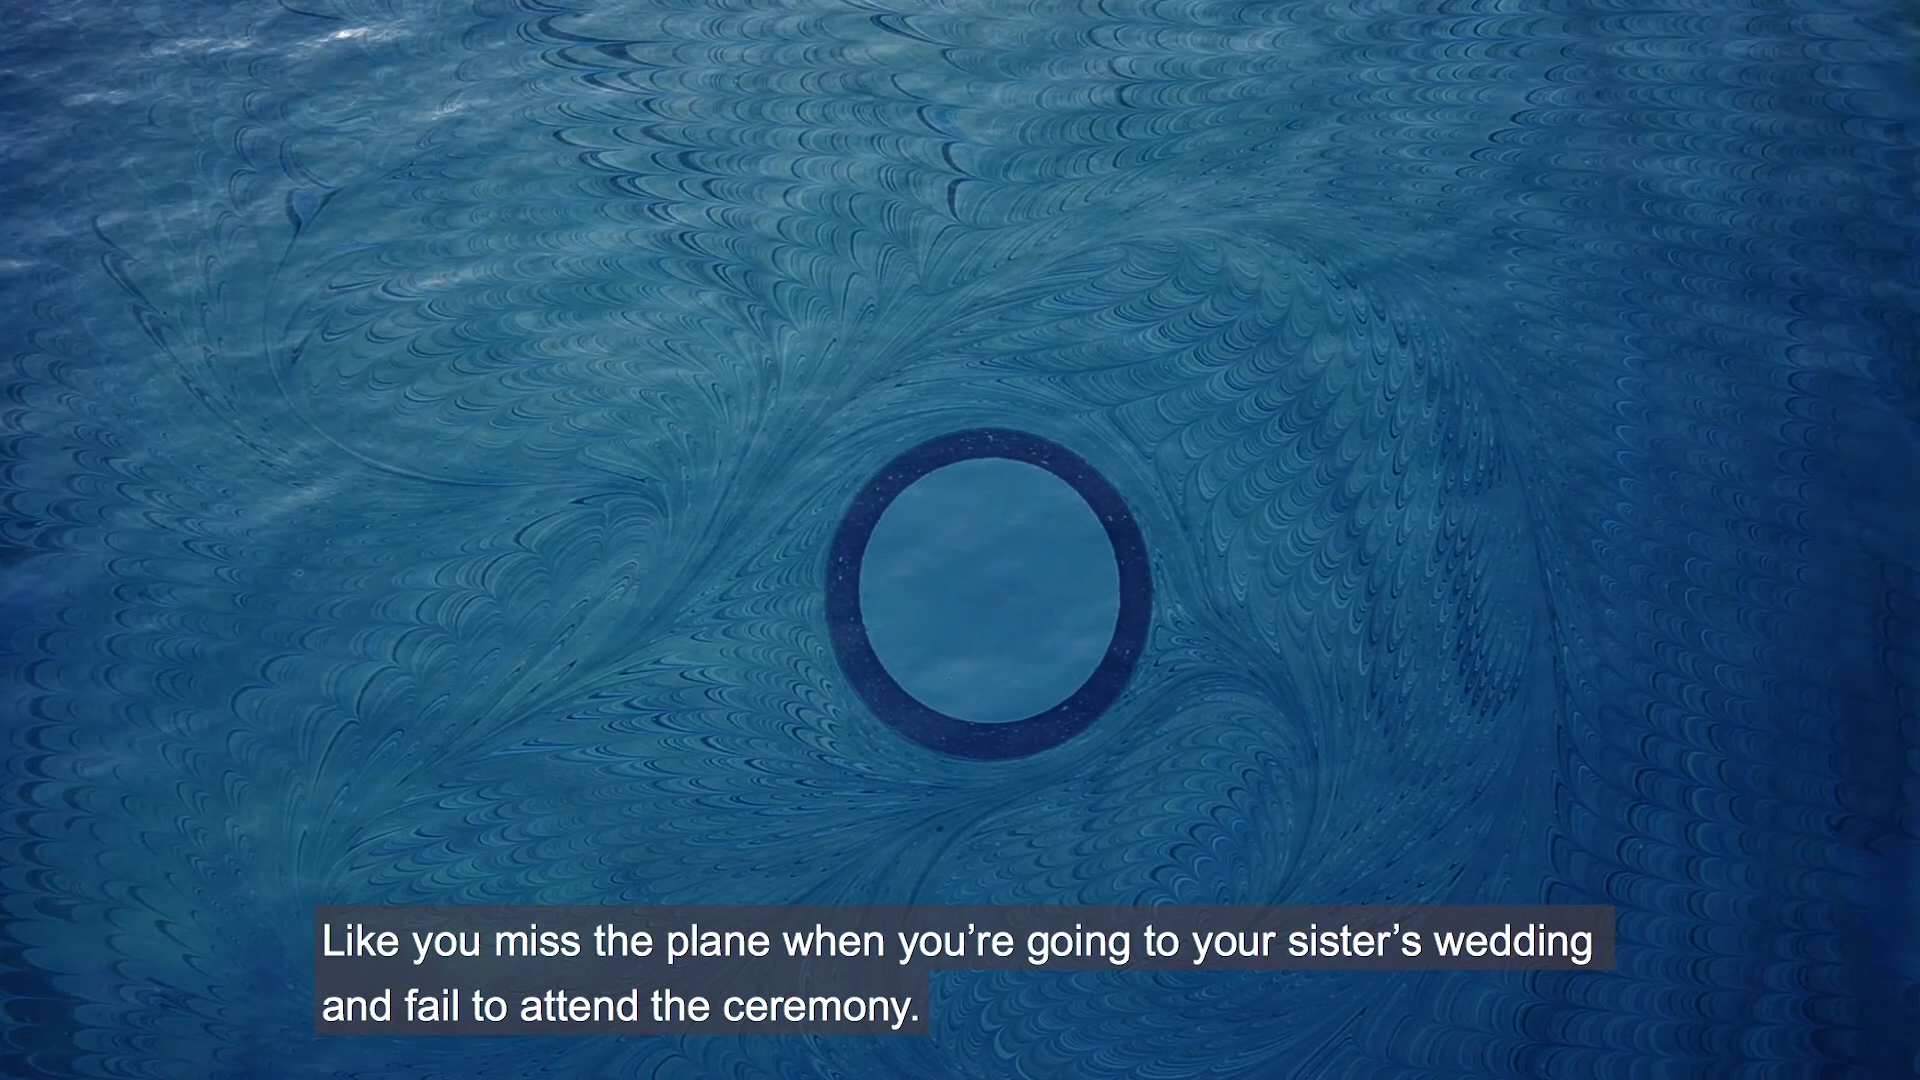 Like you miss the plane when you’re going to your sister’s wedding
and fail to attend the ceremony.